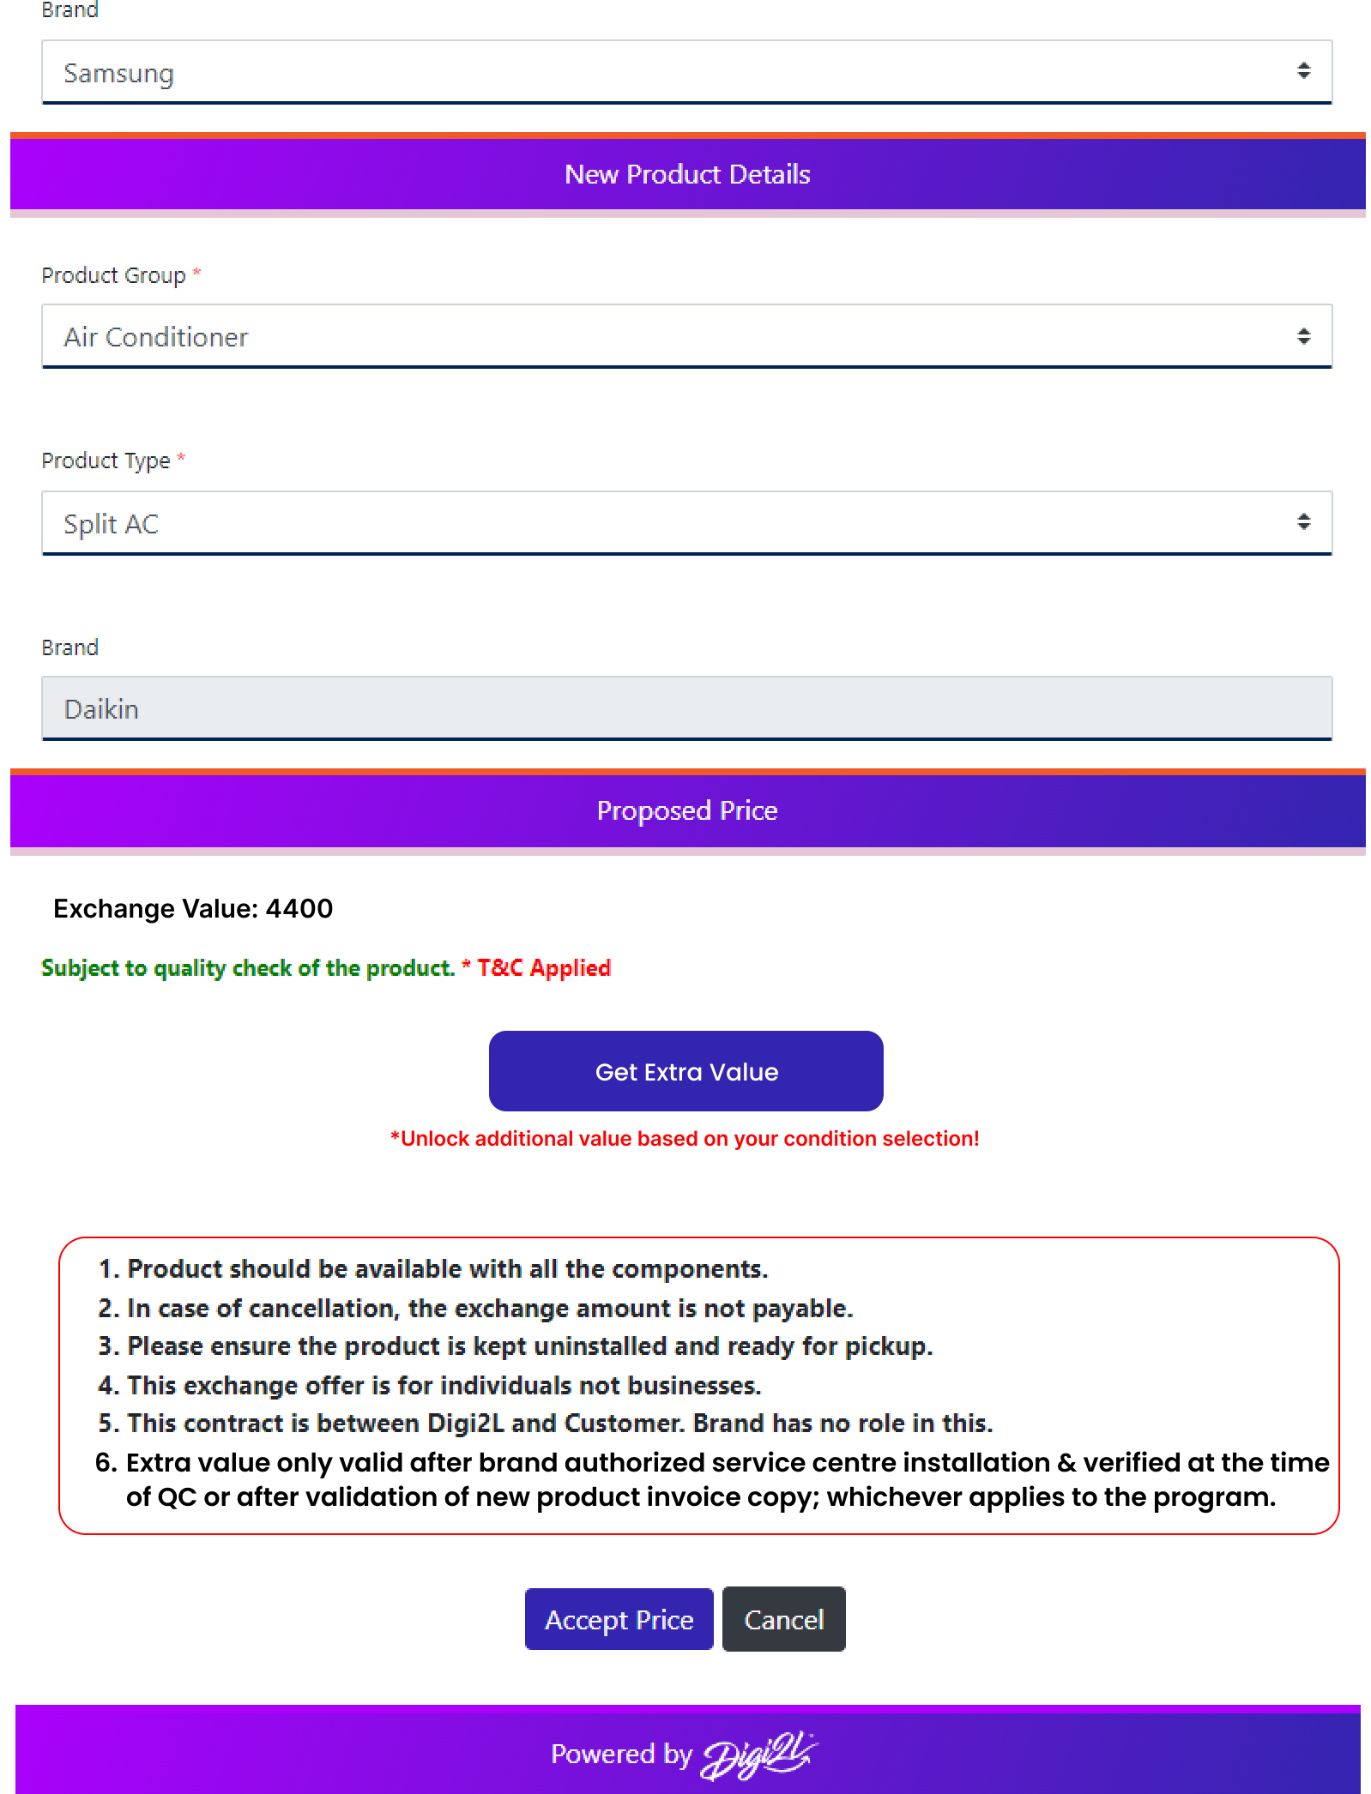 Brand
Samsung
New Product Details
Product Group *
Air Conditioner
Product Type *
Split AC
Brand
Daikin
Proposed Price
Exchange Value: 4400
Subject to quality check of the product. * T&C Applied
Get Extra Value
*Unlock additional value based on your condition selection!
1. Product should be available with all the components.
2. In case of cancellation, the exchange amount is not payable.
3. Please ensure the product is kept uninstalled and ready for pickup.
4. This exchange offer is for individuals not businesses.
5. This contract is between Digi2L and Customer. Brand has no role in this.
6. Extra value only valid after brand authorized service centre installation & verified at the time
of QC or after validation of new product invoice copy; whichever applies to the program.
Accept Price Cancel
Powered by Digi2L